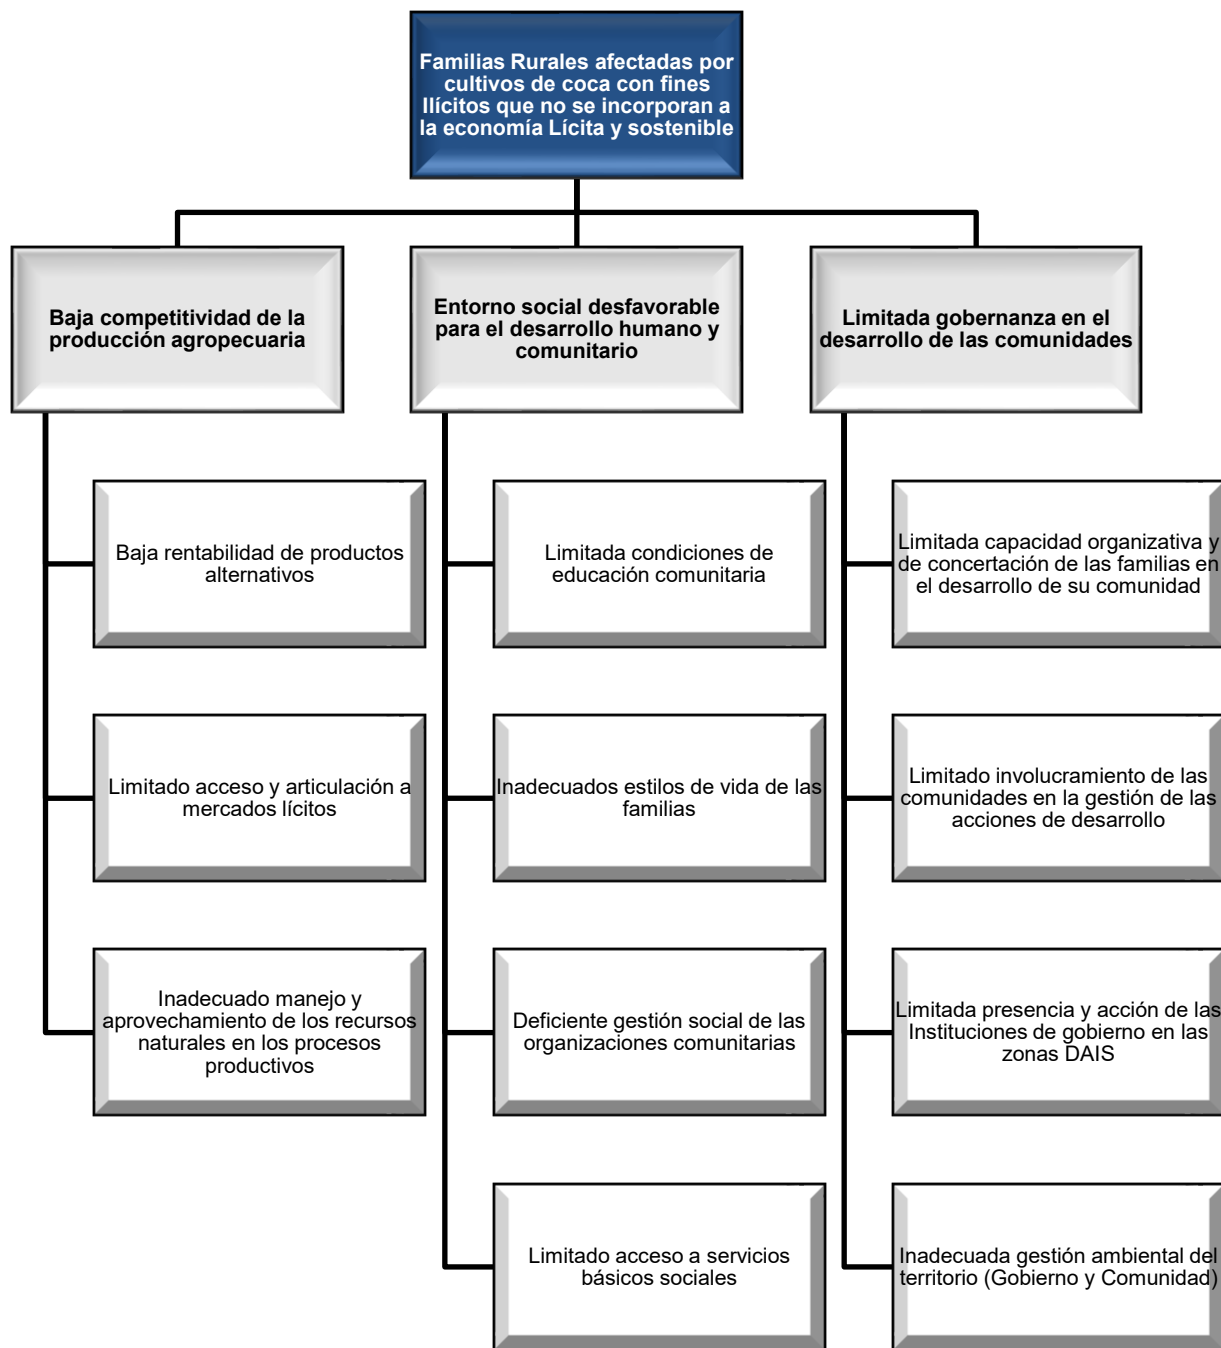 Familias Rurales afectadas por
cultivos de coca con fines
Ilícitos que no se incorporan a
la economía Lícita y sostenible
Baja competitividad de la
producción agropecuaria
Entorno social desfavorable
para el desarrollo humano y
comunitario
Limitada gobernanza en el
desarrollo de las comunidades
Baja rentabilidad de productos
alternativos
Limitado acceso y articulación a
mercados lícitos
Inadecuado manejo y
aprovechamiento de los recursos
naturales en los procesos
productivos
Limitada condiciones de
educación comunitaria
Inadecuados estilos de vida de las
familias
Deficiente gestión social de las
organizaciones comunitarias
Limitado acceso a servicios
básicos sociales
Limitada capacidad organizativa y
de concertación de las familias en
el desarrollo de su comunidad
Limitado involucramiento de las
comunidades en la gestión de las
acciones de desarrollo
Limitada presencia y acción de las
Instituciones de gobierno en las
zonas DAIS
Inadecuada gestión ambiental del
territorio (Gobierno y Comunidad)